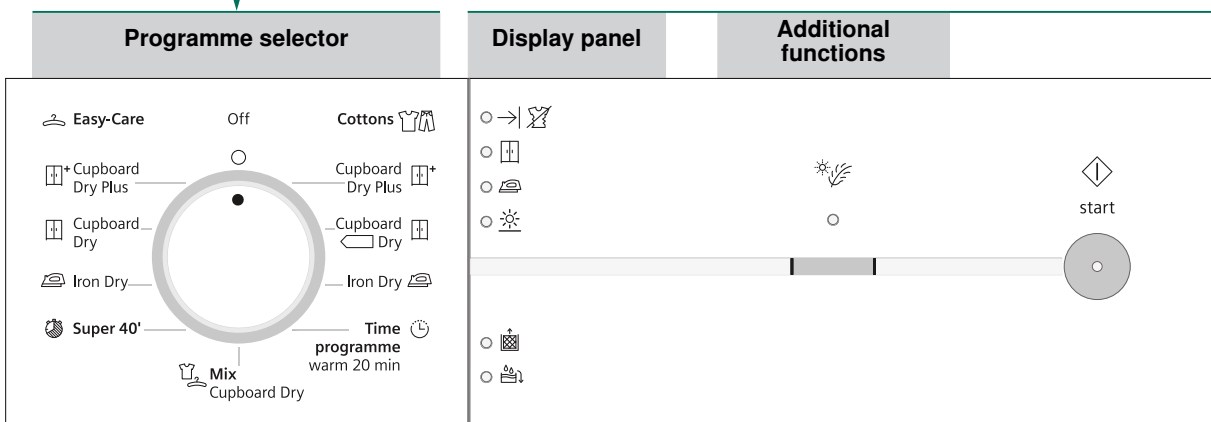 Programme selector
Display panel
Additional
functions
Easy-Care
Off
Cottons
Cupboard
Dry Plus
Cupboard
Dry Plus
Cupboard
Dry
Cupboard
Dry
Iron Dry
Iron Dry
Super 40'
Time
programme
warm 20 min
Mix
Cupboard Dry
start